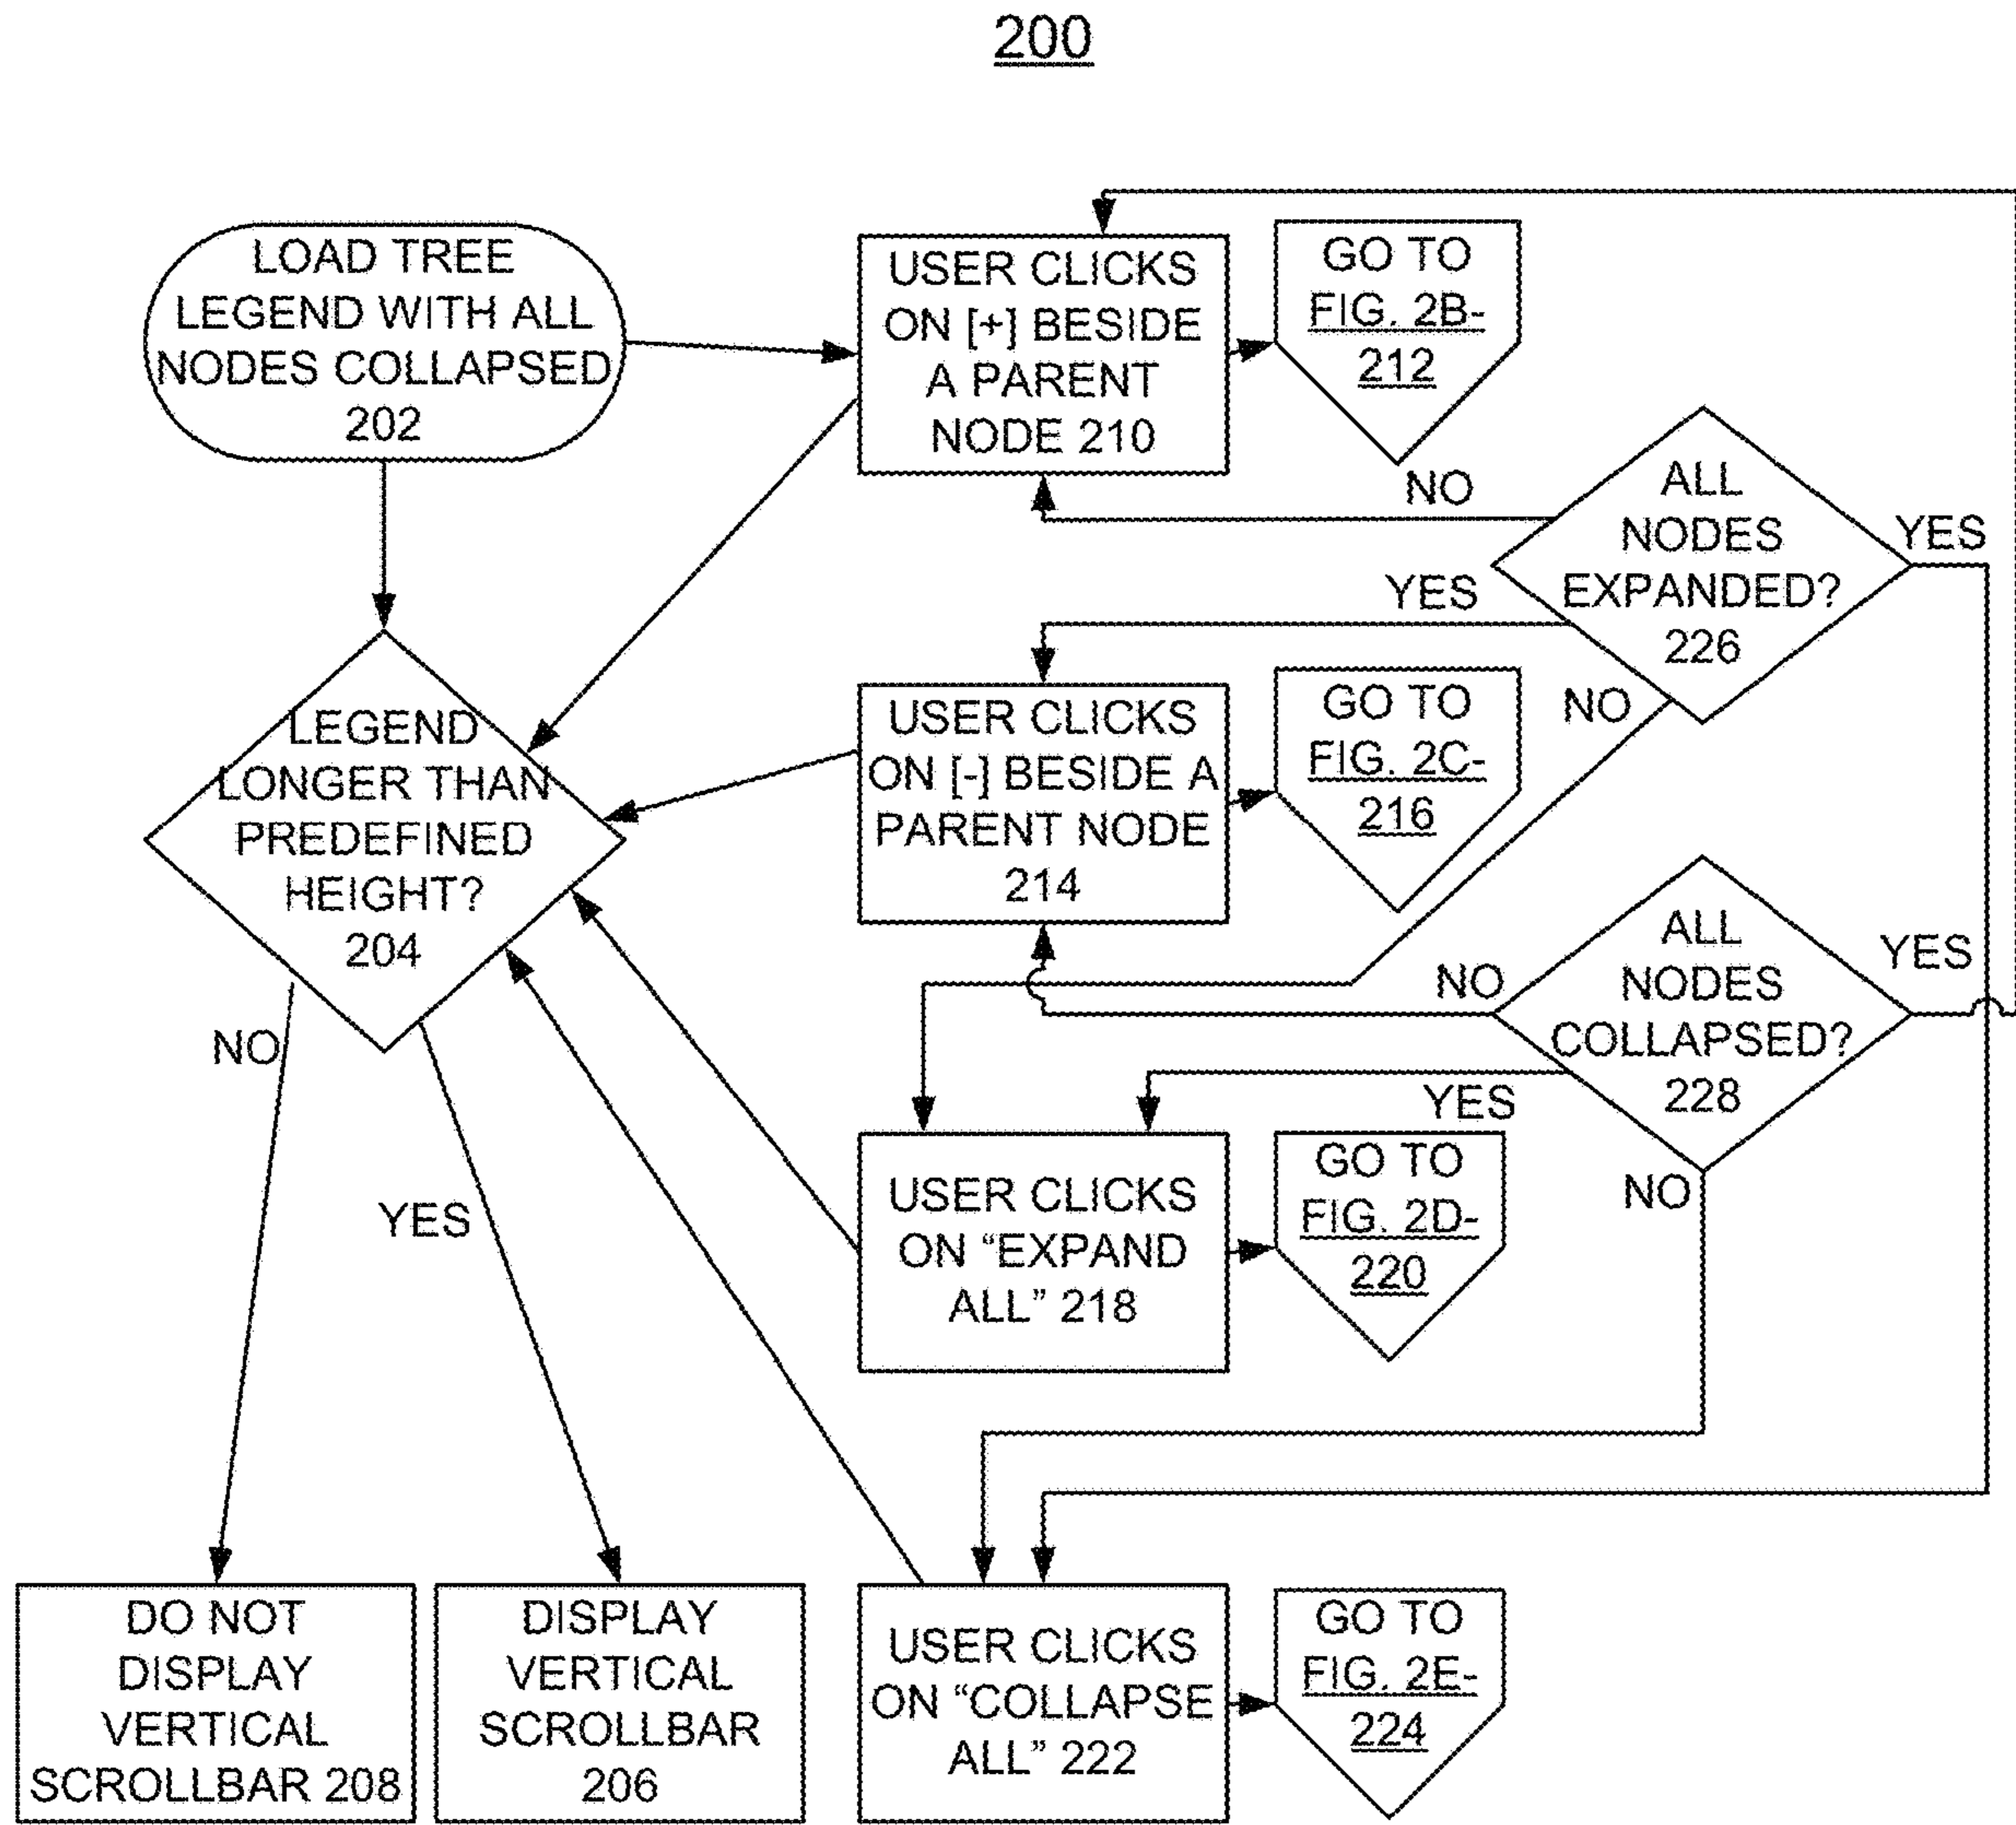 200
LOAD TREE
LEGEND WITH ALL
NODES COLLAPSED
202
USER CLICKS
ON [+] BESIDE
A PARENT
NODE 210
GO TO
FIG. 2B-
212
NO
ALL
NODES
EXPANDED?
226
YES
YES
NO
LEGEND
LONGER THAN
PREDEFINED
HEIGHT?
204
USER CLICKS
ON [-] BESIDE A
PARENT NODE
214
GO TO
FIG. 2C-
216
NO
ALL
NODES
COLLAPSED?
228
YES
YES
NO
NO
YES
USER CLICKS
ON “EXPAND
ALL” 218
GO TO
FIG. 2D-
220
DO NOT
DISPLAY
VERTICAL
SCROLLBAR 208
DISPLAY
VERTICAL
SCROLLBAR
206
USER CLICKS
ON “COLLAPSE
ALL” 222
GO TO
FIG. 2E-
224